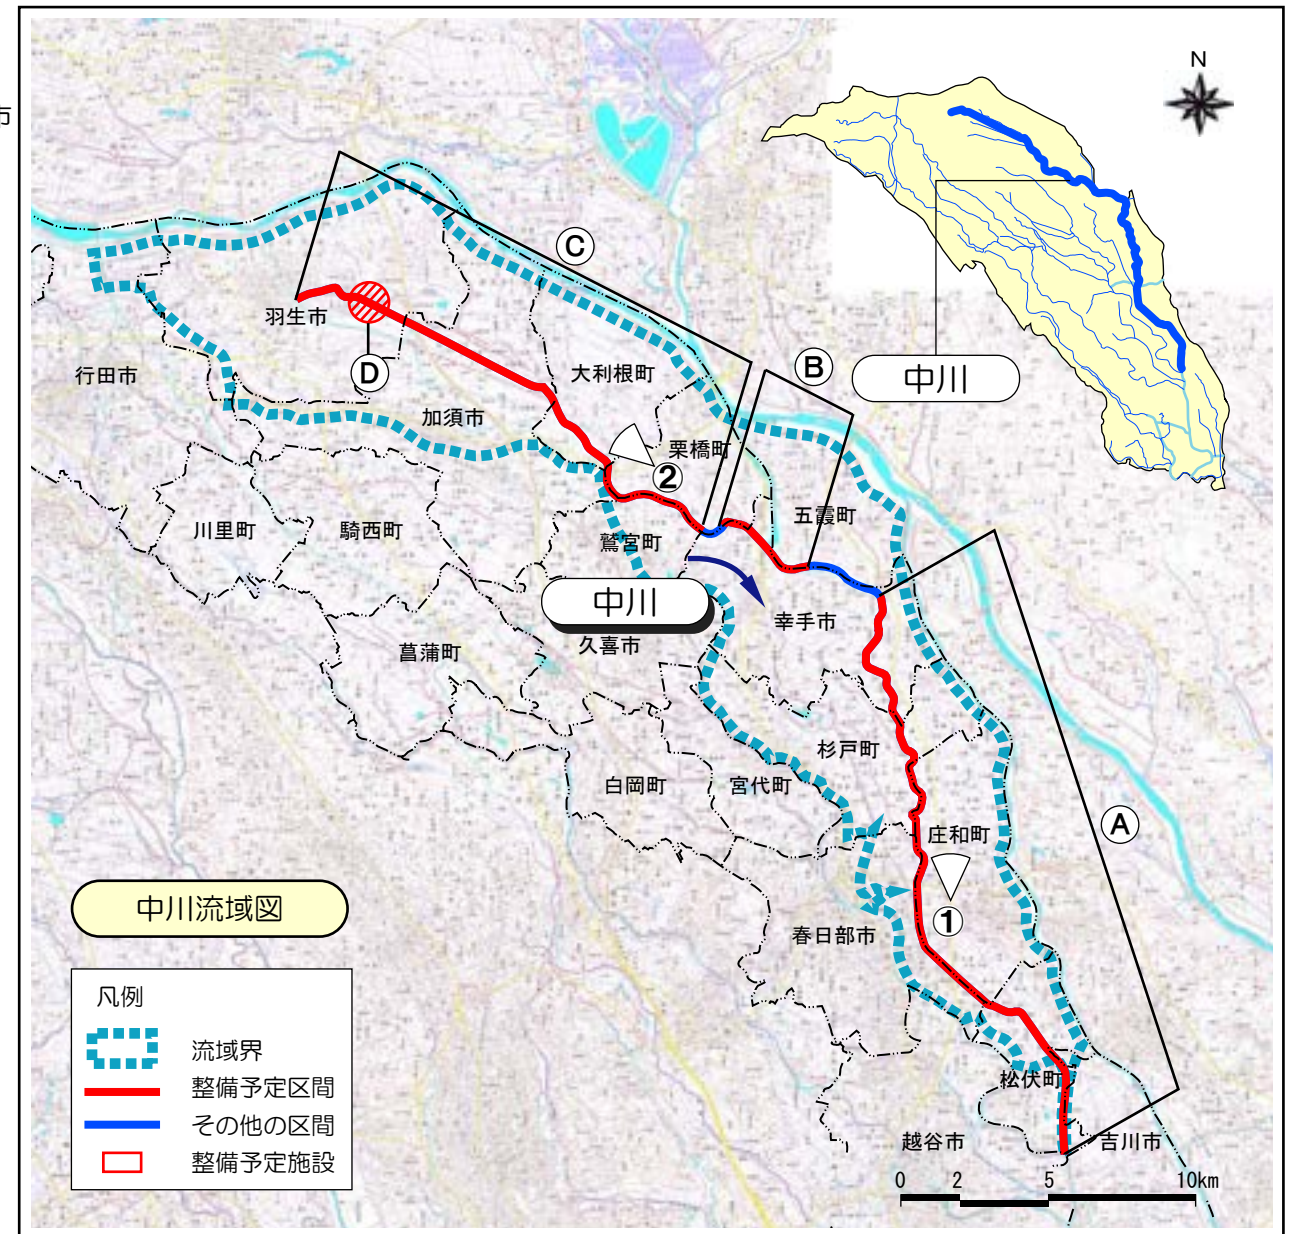 市
N
C
B
中川
羽生市
行田市
D
大利根町
加須市
栗橋町
②
五霞町
川里町
騎西町
鷲宮町
中川
幸手市
久喜市
菖蒲町
杉戸町
白岡町
宮代町
A
庄和町
①
春日部市
中川流域図
凡例
流域界
整備予定区間
その他の区間
整備予定施設
松伏町
越谷市
吉川市
0 2 5 10km